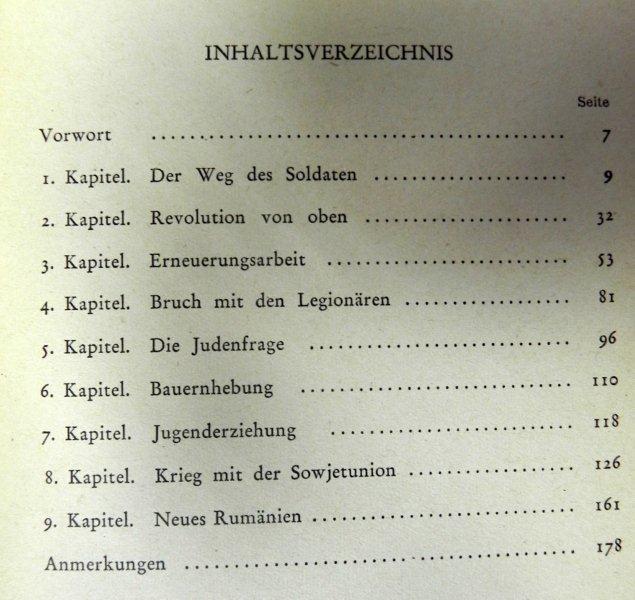 INHALTSVERZEICHNIS
Seite
Vorwort ........................................ 7
1. Kapitel. Der Weg des Soldaten ................... 9
2. Kapitel. Revolution von oben .................... 32
3. Kapitel. Erneuerungsarbeit ....................... 53
4. Kapitel. Bruch mit den Legionären ................ 81
5. Kapitel. Die Judenfrage ......................... 96
6. Kapitel. Bauernhebung .......................... 110
7. Kapitel. Jugenderziehung ....................... 118
8. Kapitel. Krieg mit der Sowjetunion ................ 126
9. Kapitel. Neues Rumänien ......................... 161
Anmerkungen ..................................... 178